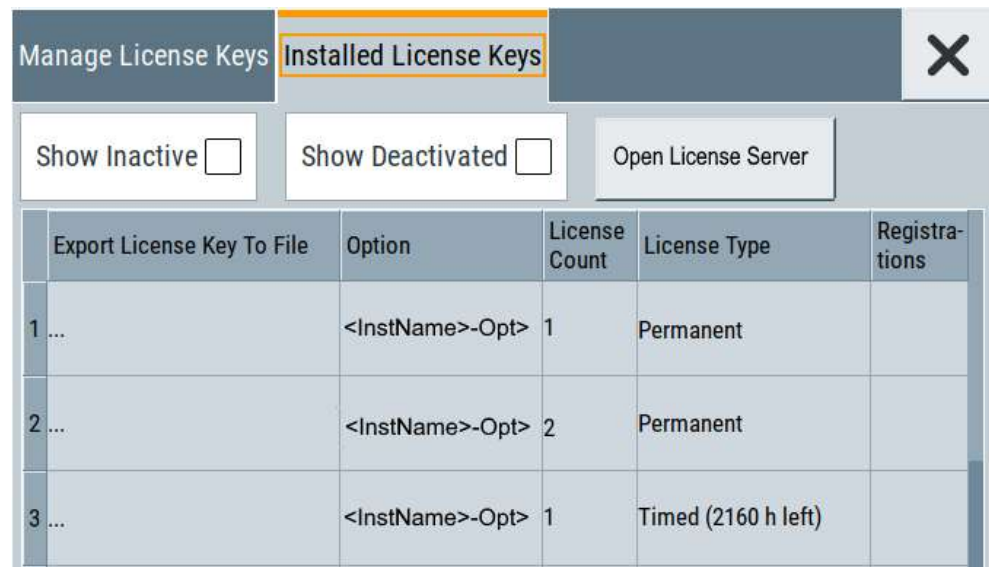 Manage License Keys Installed License Keys
Show Inactive Show Deactivated Open License Server
Export License Key To File Option License Count License Type Registra-
tions
1 ... <InstName>-Opt> 1 Permanent
2 ... <InstName>-Opt> 2 Permanent
3 ... <InstName>-Opt> 1 Timed (2160 h left)